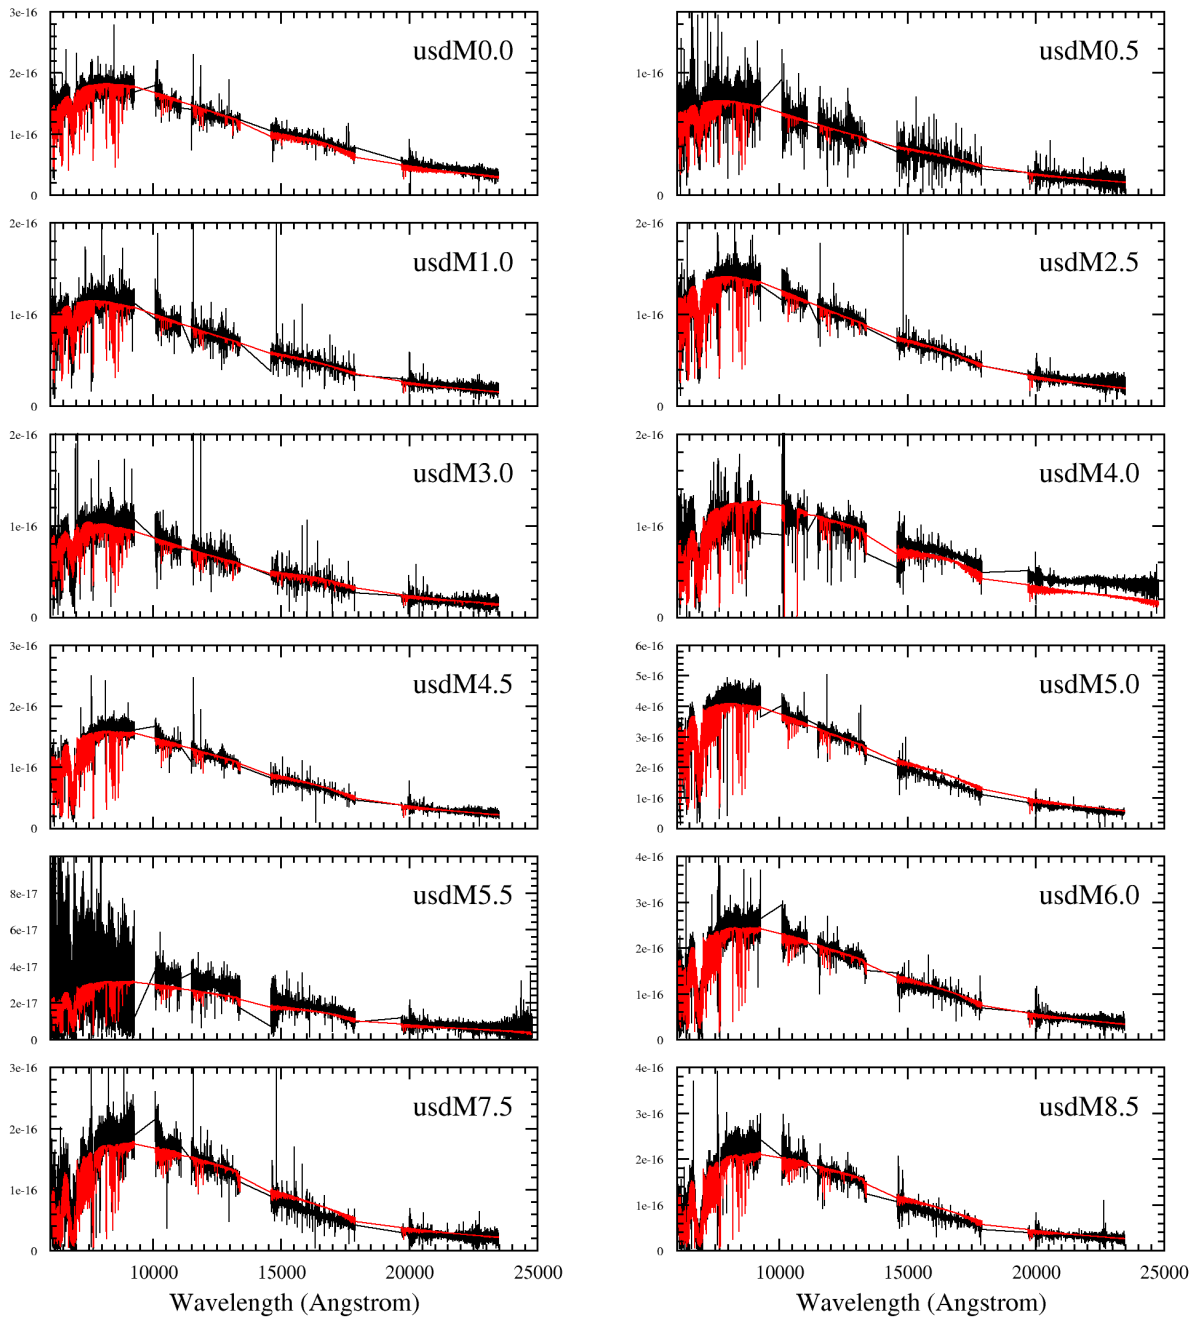 3e-16
2e-16
1e-16
0
usdM0.0
1e-16
0
usdM0.5
2e-16
1e-16
0
usdM1.0
2e-16
1e-16
0
usdM2.5
2e-16
1e-16
0
usdM3.0
2e-16
1e-16
0
usdM4.0
3e-16
2e-16
1e-16
0
usdM4.5
6e-16
5e-16
4e-16
3e-16
2e-16
1e-16
0
usdM5.0
8e-17
6e-17
4e-17
2e-17
0
usdM5.5
4e-16
3e-16
2e-16
1e-16
0
usdM6.0
3e-16
2e-16
1e-16
0
usdM7.5
10000 15000 20000 25000
Wavelength (Angstrom)
4e-16
3e-16
2e-16
1e-16
0
usdM8.5
10000 15000 20000 25000
Wavelength (Angstrom)